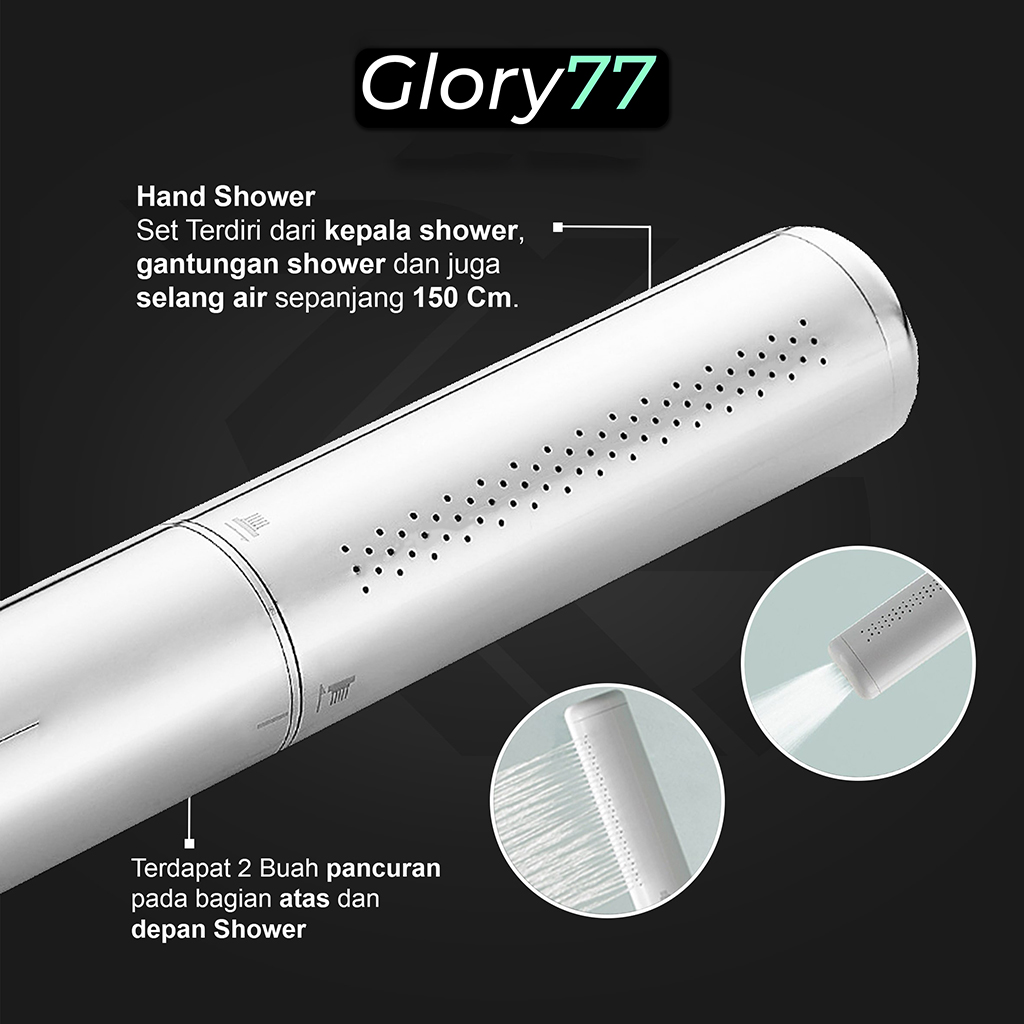 Glory77
Hand Shower
Set Terdiri dari kepala shower,
gantungan shower dan juga
selang air sepanjang 150 Cm.
Terdapat 2 Buah pancuran
pada bagian atas dan
depan Shower